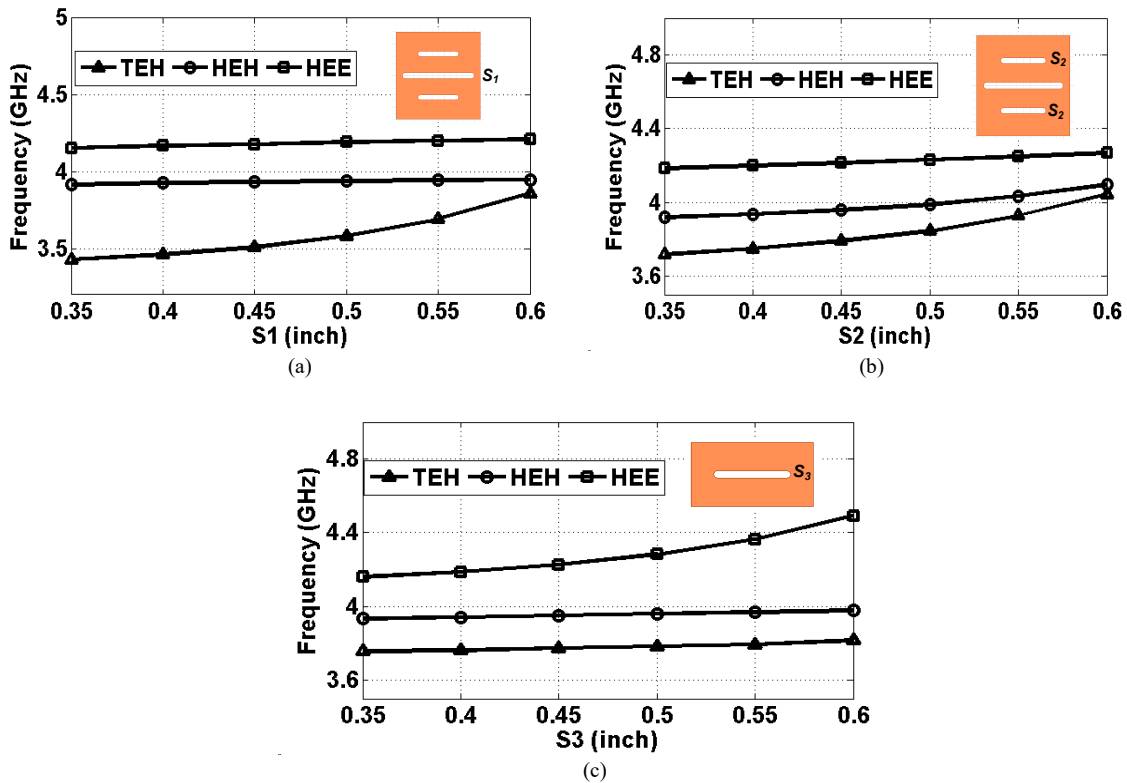 5
4.5
4
3.5
Frequency (GHz)
TEH HEH HEE
S1
0.35 0.4 0.45 0.5 0.55 0.6
S1 (inch)
(a)
4.8
4.4
4
3.6
Frequency (GHz)
TEH HEH HEE
S2
S2
0.35 0.4 0.45 0.5 0.55 0.6
S2 (inch)
(b)
4.8
4.4
4
3.6
Frequency (GHz)
TEH HEH HEE
S3
0.35 0.4 0.45 0.5 0.55 0.6
S3 (inch)
(c)